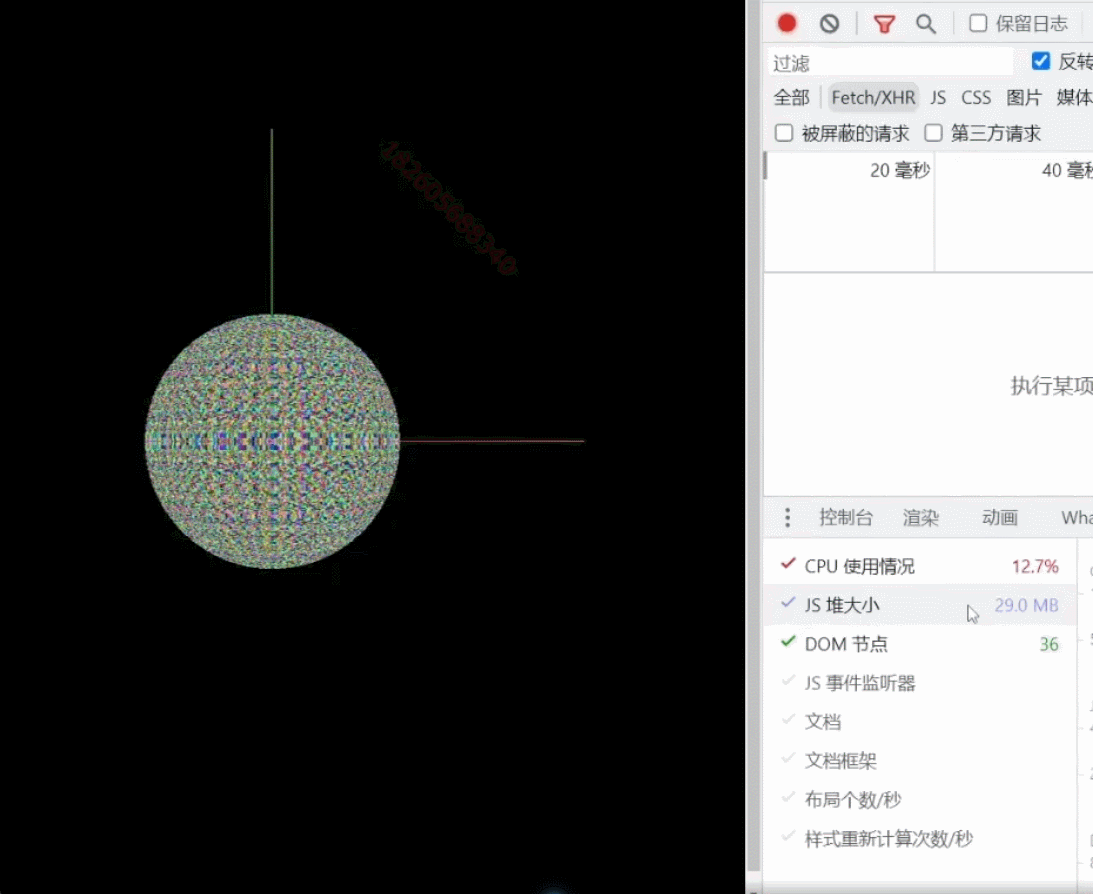 保留日志
过滤
反转
全部 Fetch/XHR JS CSS 图片 媒体
被屏蔽的请求 第三方请求
20 毫秒 40 毫秒
执行某项
控制台 渲染 动画 Wha
CPU 使用情况 12.7%
JS 堆大小 29.0 MB
DOM 节点 36
JS 事件监听器
文档
文档框架
布局个数/秒
样式重新计算次数/秒